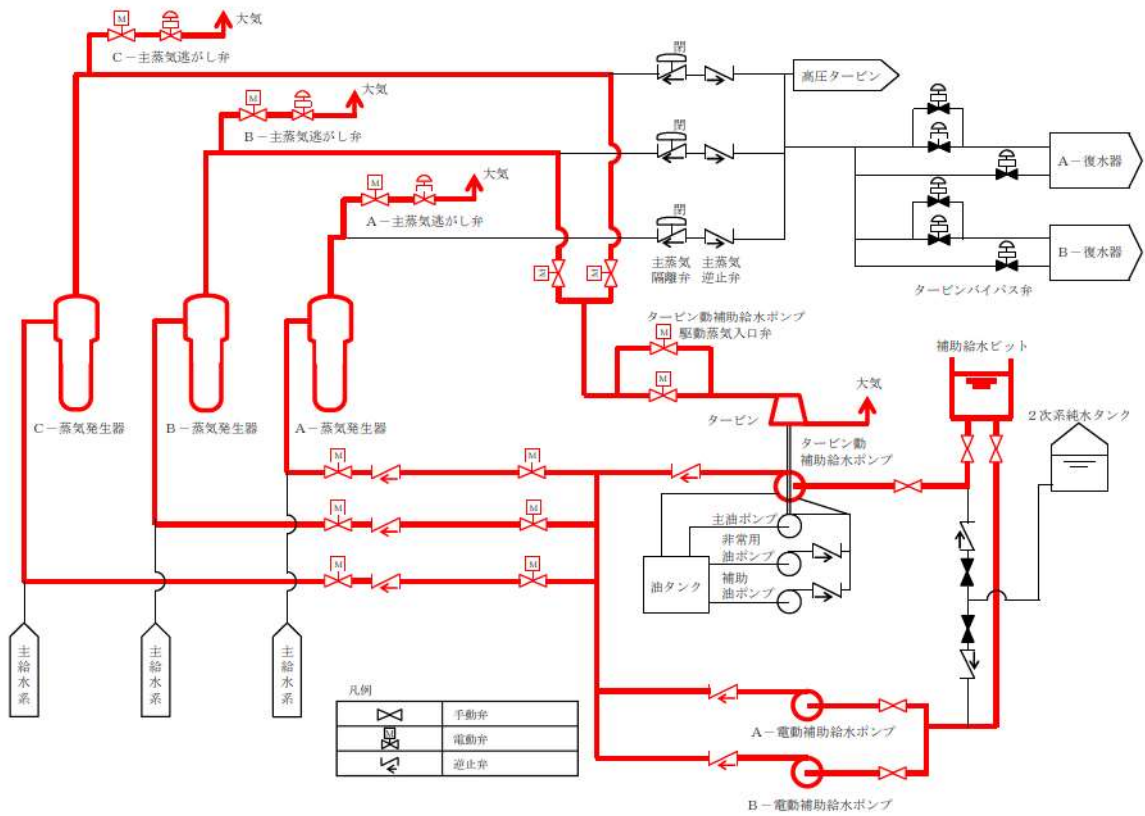 M
大気
C－主蒸気逃がし弁
M
大気
B－主蒸気逃がし弁
M
大気
A－主蒸気逃がし弁
閉
閉
閉
高圧タービン
主蒸気
隔離弁
主蒸気
逆止弁
A－復水器
B－復水器
タービンバイパス弁
M
M
タービン動補助給水ポンプ
駆動蒸気入口弁
M
M
補助給水ピット
大気
タービン
２次系純水タンク
タービン動
補助給水ポンプ
C－蒸気発生器
B－蒸気発生器
A－蒸気発生器
M
M
M
M
M
M
主油ポンプ
非常用
油ポンプ
補助
油ポンプ
油タンク
主給水系
主給水系
主給水系
凡例
手動弁
M
電動弁
逆止弁
A－電動補助給水ポンプ
B－電動補助給水ポンプ